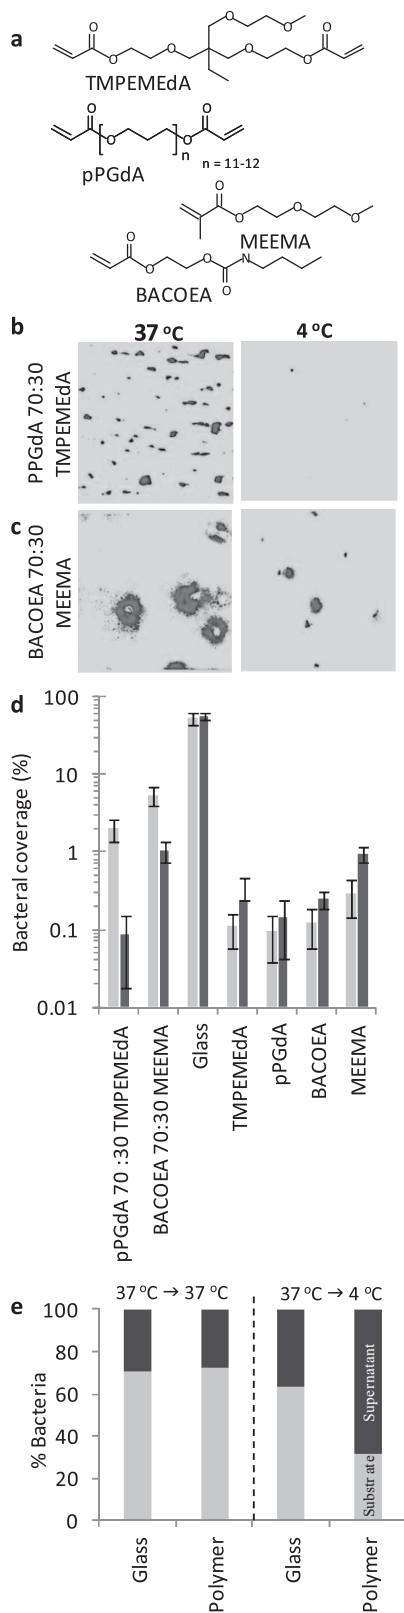 a
O
O
O
O
O
O
O
O
TMPEMEdA
O
O
O
O
n
pPGdA
n = 11-12
O
O
O
O
MEEMA
O
O
O
O
N
BACOEA
b
37 °C
4 °C
PPGdA 70:30
TMPEMEdA
c
BACOEA 70:30
MEEMA
d
Bacteral coverage (%)
100
10
1
0.1
0.01
pPGdA 70 :30 TMPEMEdA
BACOEA 70:30 MEEMA
Glass
TMPEMEdA
pPGdA
BACOEA
MEEMA
e
37 °C → 37 °C
37 °C → 4 °C
% Bacteria
100
80
60
40
20
0
Supernatant
Substr ate
Glass
Polymer
Glass
Polymer